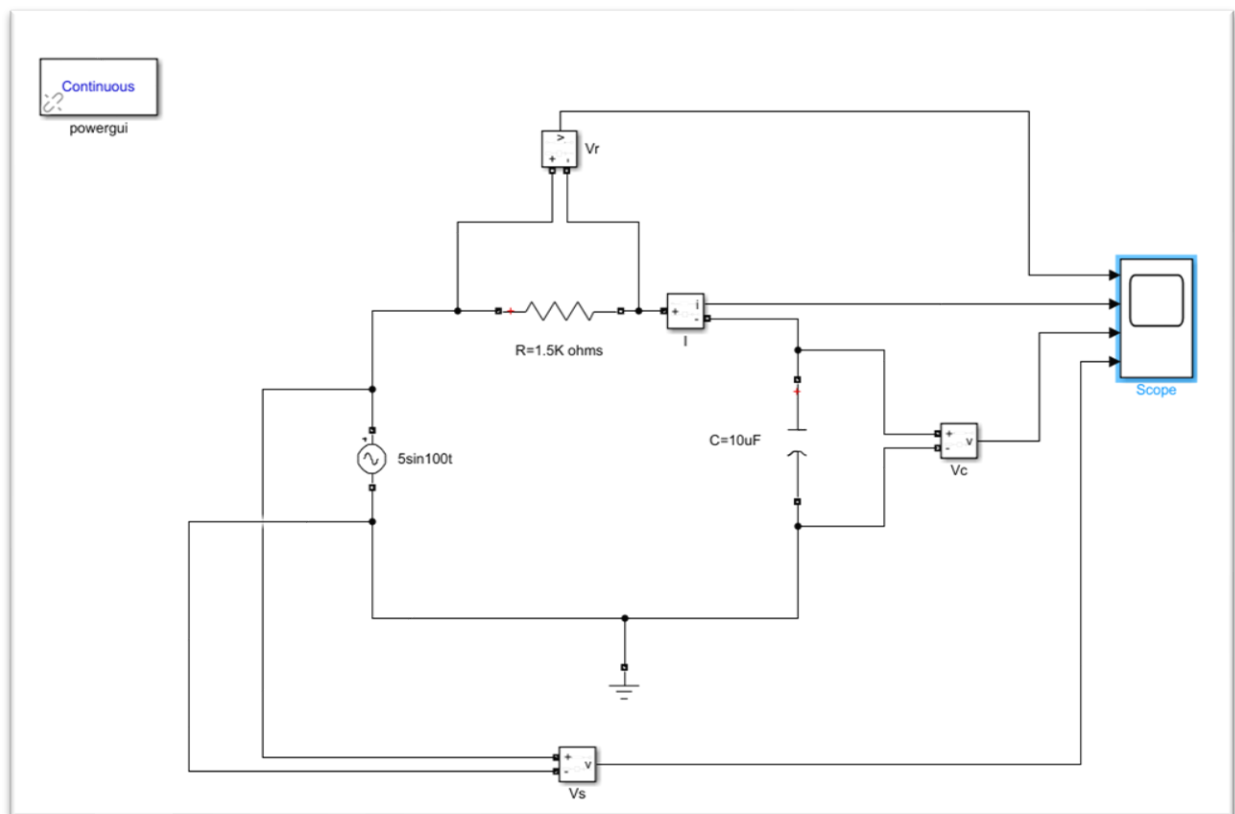 Continuous
powergui
v
+ -
Vr
R=1.5K ohms
+
i
-
I
Scope
5sin100t
C=10uF
+
v
-
Vc
+
v
-
Vs